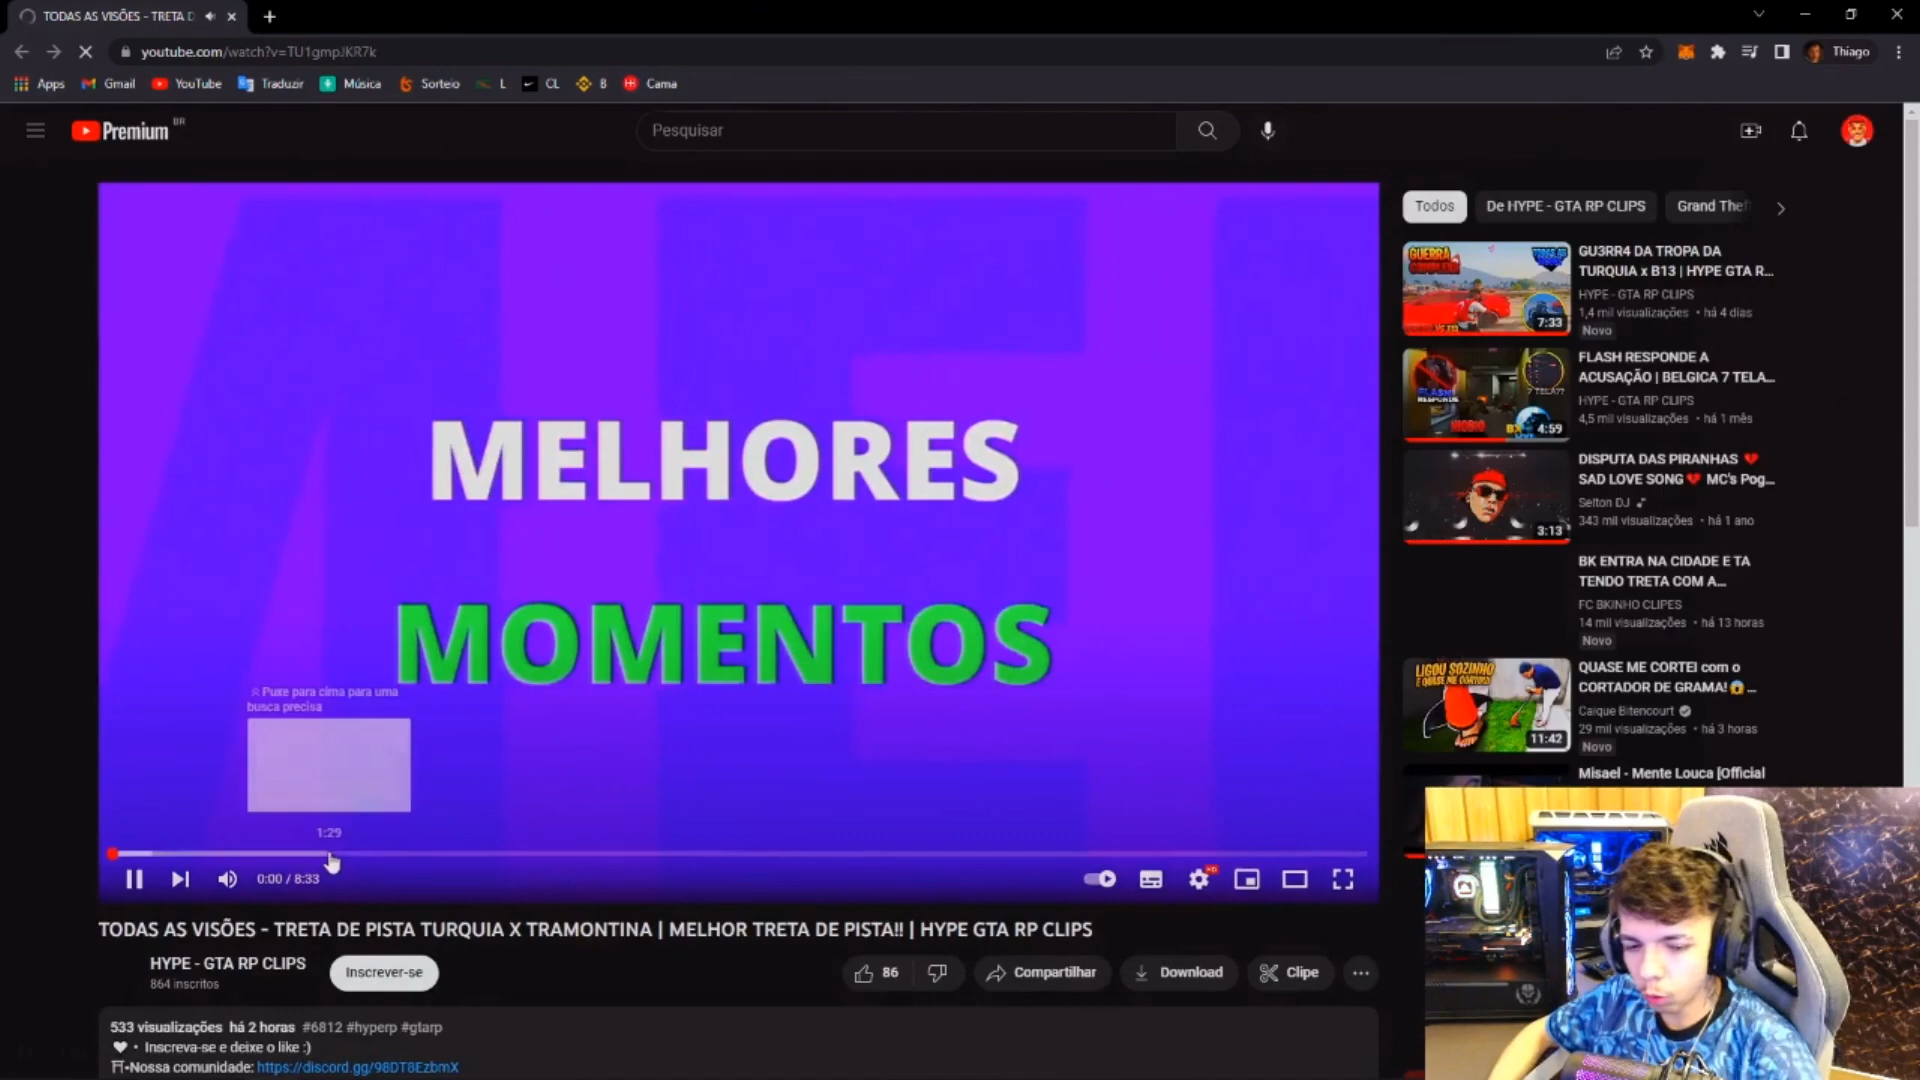 TODAS AS VISÕES - TRETA D
youtube.com/watch?v=TU1gmpJKR7k
Thiago
Apps
Gmail
YouTube
Traduzir
Música
Sorteio
L
CL
B
Cama
Premium BR
Pesquisar
MELHORES
MOMENTOS
Puxe para cima para uma
busca precisa
1:29
0:00 / 8:33
TODAS AS VISÕES - TRETA DE PISTA TURQUIA X TRAMONTINA | MELHOR TRETA DE PISTA!! | HYPE GTA RP CLIPS
HYPE - GTA RP CLIPS
864 inscritos
Inscrever-se
86
Compartilhar
Download
Clipe
533 visualizações há 2 horas #6812 #hyperp #gtarp
• Inscreva-se e deixe o like :)
•Nossa comunidade: https://discord.gg/98DT8EzbmX
Todos
De HYPE - GTA RP CLIPS
Grand Thef
GUERRA
COMPLETA
7:33
GU3RR4 DA TROPA DA
TURQUIA x B13 | HYPE GTA R...
HYPE - GTA RP CLIPS
1,4 mil visualizações • há 4 dias
Novo
FLASH
RESPONDE
7 TELA??
4:59
FLASH RESPONDE A
ACUSAÇÃO | BELGICA 7 TELA...
HYPE - GTA RP CLIPS
4,5 mil visualizações • há 1 mês
3:13
DISPUTA DAS PIRANHAS
SAD LOVE SONG MC's Pog...
Selton DJ
343 mil visualizações • há 1 ano
BK ENTRA NA CIDADE E TA
TENDO TRETA COM A...
FC BKINHO CLIPES
14 mil visualizações • há 13 horas
Novo
LIGOU SOZINHO
E QUASE ME CORTOU
11:42
QUASE ME CORTEI com o
CORTADOR DE GRAMA! ...
Caique Bitencourt
29 mil visualizações • há 3 horas
Novo
Misael - Mente Louca [Official